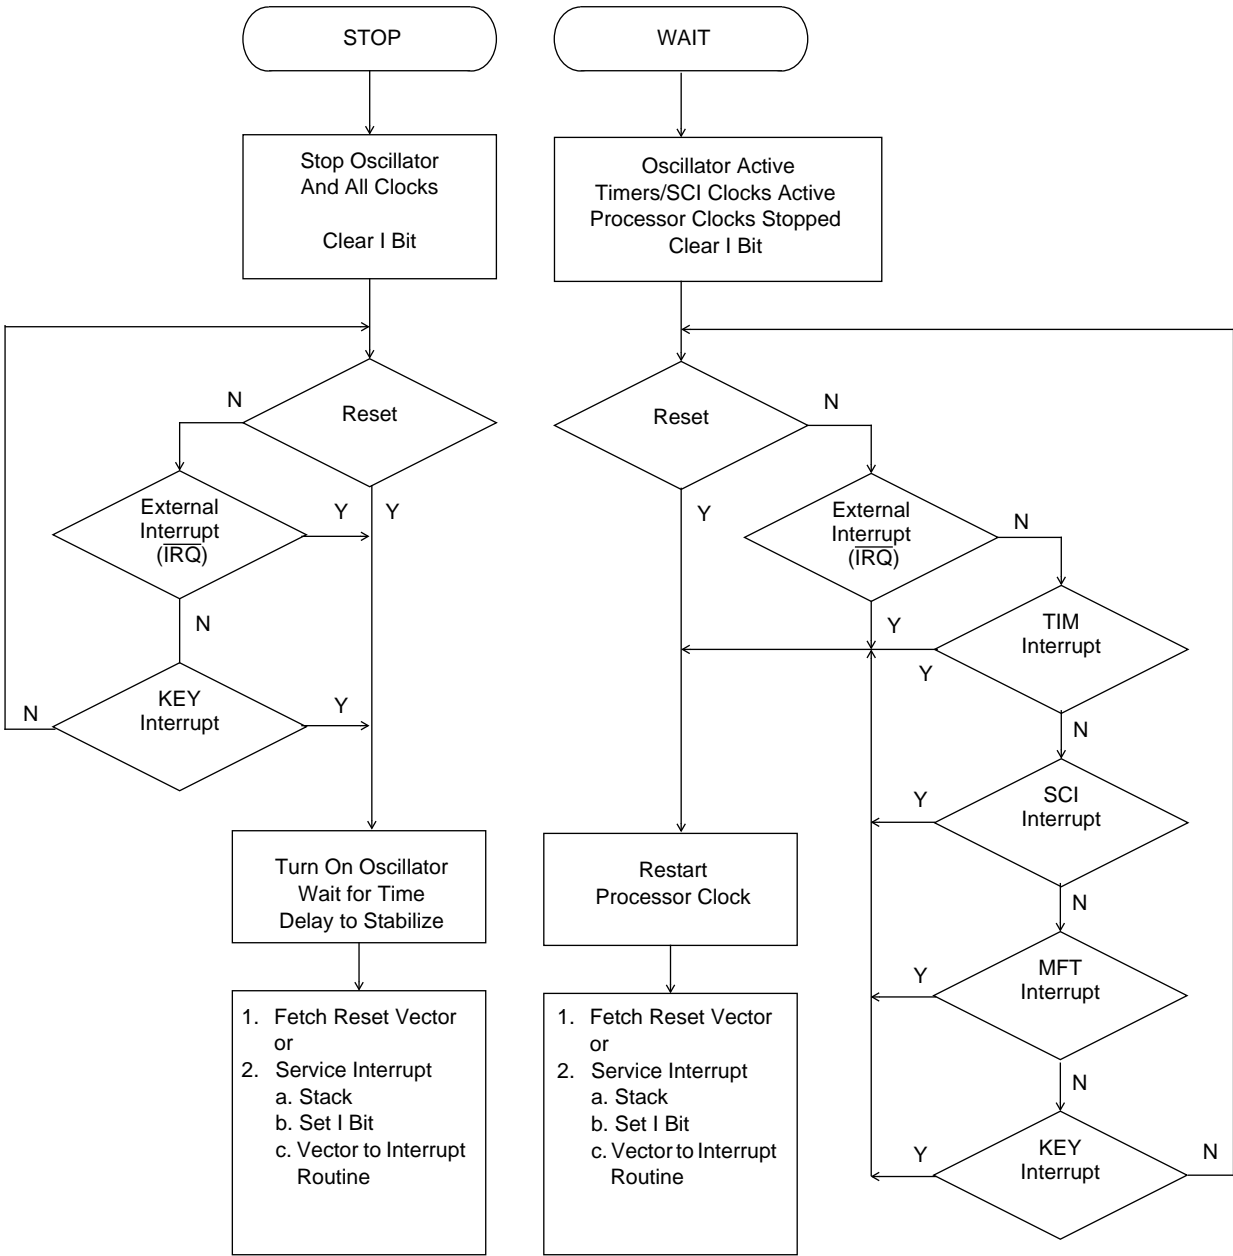 STOP
Stop Oscillator
And All Clocks
Clear I Bit
Reset
N
Y
External
Interrupt
(IRQ)
Y
N
KEY
Interrupt
Y
N
Turn On Oscillator
Wait for Time
Delay to Stabilize
1. Fetch Reset Vector
or
2. Service Interrupt
a. Stack
b. Set I Bit
c. Vector to Interrupt
Routine
WAIT
Oscillator Active
Timers/SCI Clocks Active
Processor Clocks Stopped
Clear I Bit
Reset
N
Y
External
Interrupt
(IRQ)
N
Y
TIM
Interrupt
Y
N
SCI
Interrupt
Y
N
MFT
Interrupt
Y
N
KEY
Interrupt
Y
N
Restart
Processor Clock
1. Fetch Reset Vector
or
2. Service Interrupt
a. Stack
b. Set I Bit
c. Vector to Interrupt
Routine